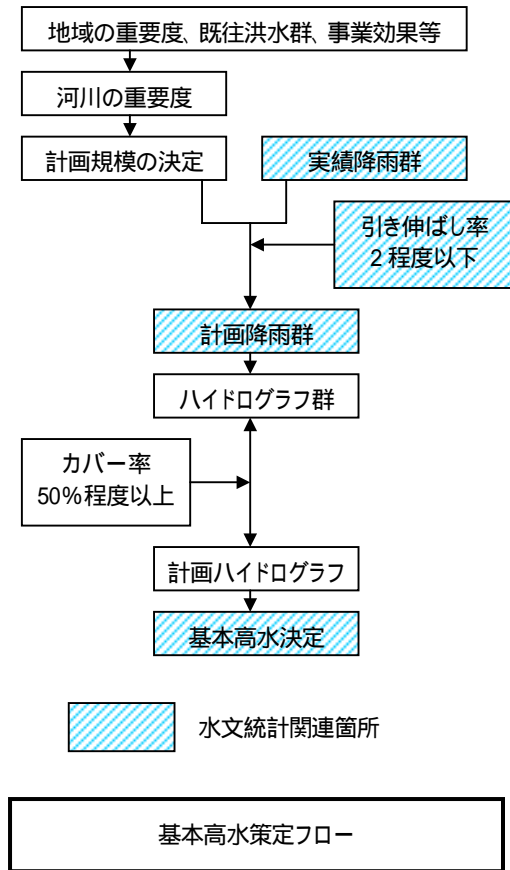 地域の重要度、既往洪水群、事業効果等
河川の重要度
計画規模の決定
実績降雨群
引き伸ばし率
2 程度以下
計画降雨群
ハイドログラフ群
カバー率
50%程度以上
計画ハイドログラフ
基本高水決定
水文統計関連箇所
基本高水策定フロー